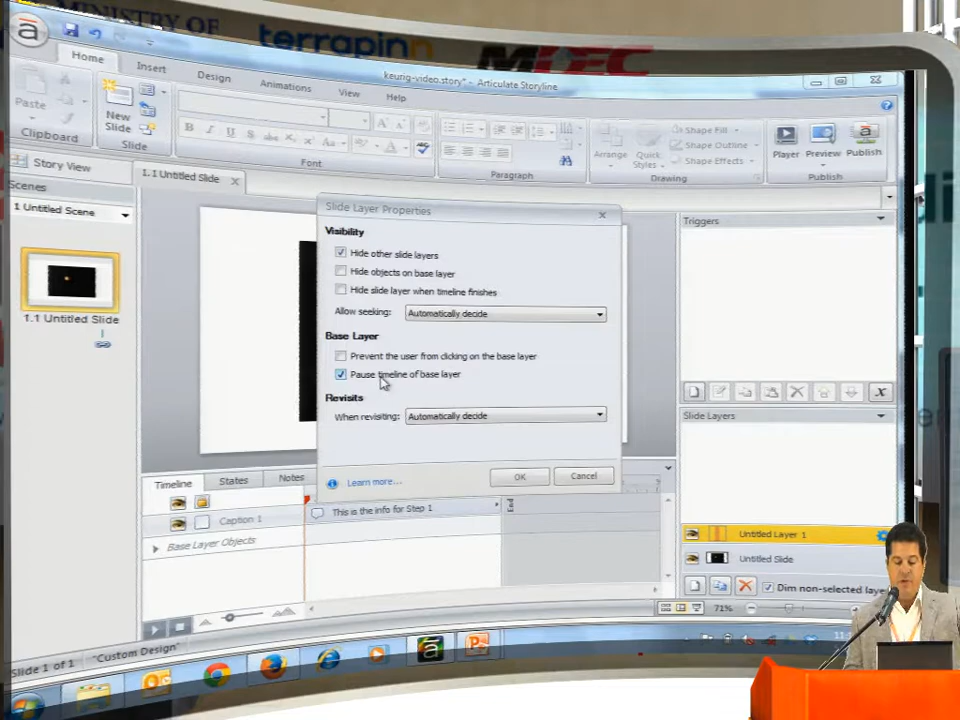 MINISTRY OF
terrapinn
MDEC
keurig-video.story* - Articulate Storyline
Home
Insert
Design
Animations
View
Help
Paste
Clipboard
New
Slide
Slide
B I U S abc
Aa
Font
Paragraph
Arrange
Quick
Styles
Shape Fill
Shape Outline
Shape Effects
Drawing
Player
Preview
Publish
Publish
Story View
1.1 Untitled Slide
Scenes
1 Untitled Scene
1.1 Untitled Slide
Slide Layer Properties
Visibility
Hide other slide layers
Hide objects on base layer
Hide slide layer when timeline finishes
Allow seeking:
Automatically decide
Base Layer
Prevent the user from clicking on the base layer
Pause timeline of base layer
Revisits
When revisiting:
Automatically decide
Learn more...
OK
Cancel
Triggers
Slide Layers
Timeline
States
Notes
Caption 1
This is the info for Step 1
End
Base Layer Objects
Untitled Layer 1
Untitled Slide
Dim non-selected layer
71%
Slide 1 of 1
"Custom Design"